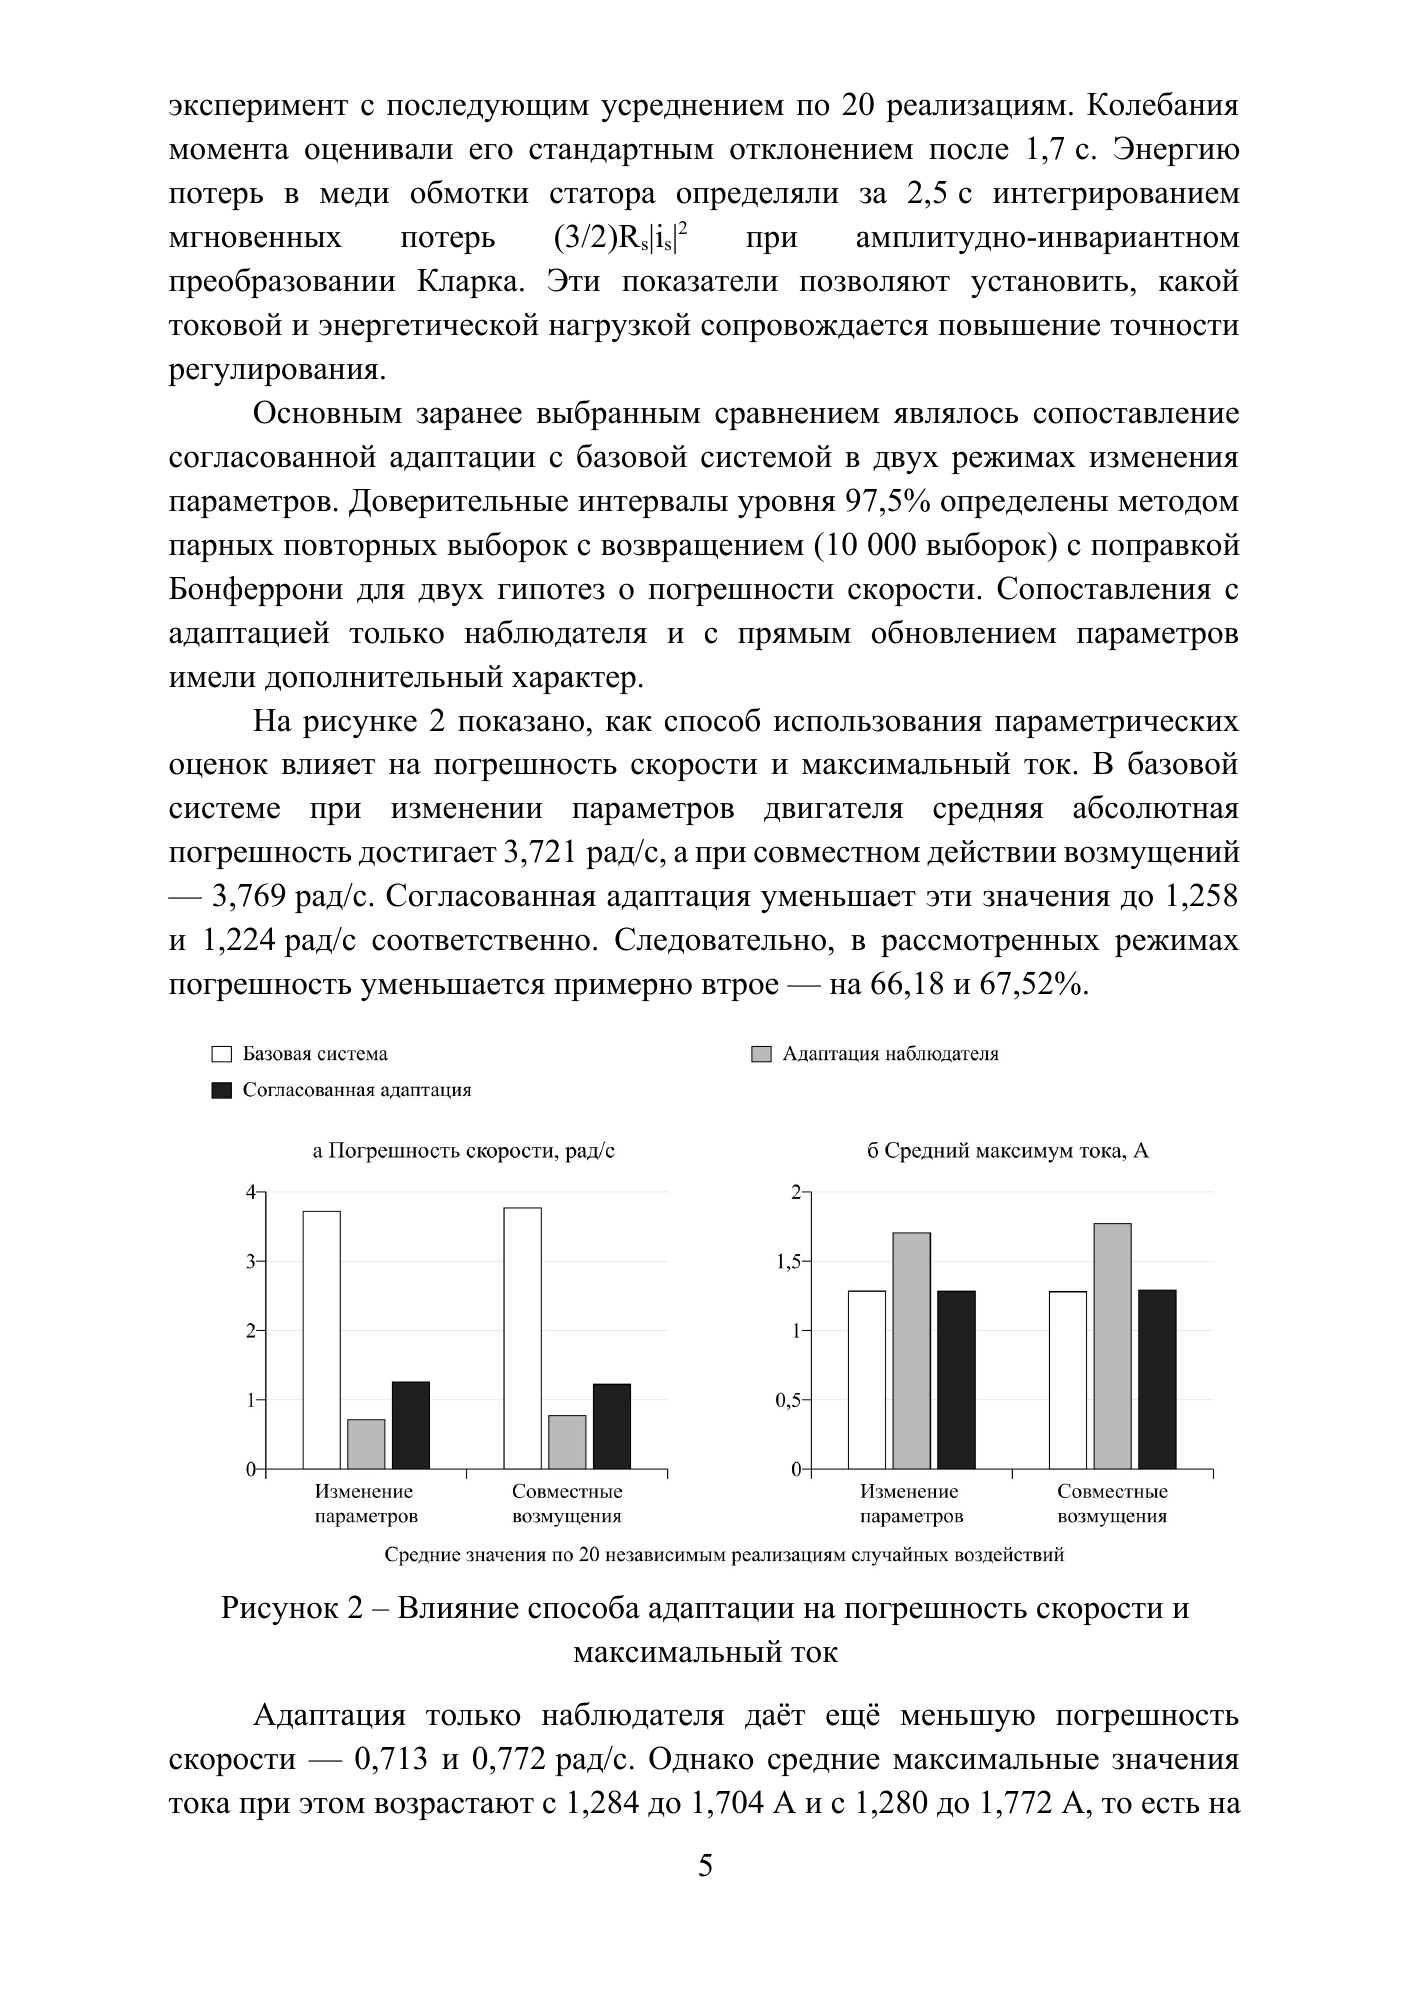 эксперимент с последующим усреднением по 20 реализациям. Колебания
момента оценивали его стандартным отклонением после 1,7 с. Энергию
потерь в меди обмотки статора определяли за 2,5 с интегрированием
мгновенных потерь (3/2)Rₛ|iₛ|² при амплитудно-инвариантном
преобразовании Кларка. Эти показатели позволяют установить, какой
токовой и энергетической нагрузкой сопровождается повышение точности
регулирования.
Основным заранее выбранным сравнением являлось сопоставление
согласованной адаптации с базовой системой в двух режимах изменения
параметров. Доверительные интервалы уровня 97,5% определены методом
парных повторных выборок с возвращением (10 000 выборок) с поправкой
Бонферрони для двух гипотез о погрешности скорости. Сопоставления с
адаптацией только наблюдателя и с прямым обновлением параметров
имели дополнительный характер.
На рисунке 2 показано, как способ использования параметрических
оценок влияет на погрешность скорости и максимальный ток. В базовой
системе при изменении параметров двигателя средняя абсолютная
погрешность достигает 3,721 рад/с, а при совместном действии возмущений
— 3,769 рад/с. Согласованная адаптация уменьшает эти значения до 1,258
и 1,224 рад/с соответственно. Следовательно, в рассмотренных режимах
погрешность уменьшается примерно втрое — на 66,18 и 67,52%.
Базовая система
Адаптация наблюдателя
Согласованная адаптация
а Погрешность скорости, рад/с
4
3
2
1
0
Изменение
параметров
Совместные
возмущения
б Средний максимум тока, А
2
1,5
1
0,5
0
Изменение
параметров
Совместные
возмущения
Средние значения по 20 независимым реализациям случайных воздействий
Рисунок 2 – Влияние способа адаптации на погрешность скорости и
максимальный ток
Адаптация только наблюдателя даёт ещё меньшую погрешность
скорости — 0,713 и 0,772 рад/с. Однако средние максимальные значения
тока при этом возрастают с 1,284 до 1,704 А и с 1,280 до 1,772 А, то есть на
5